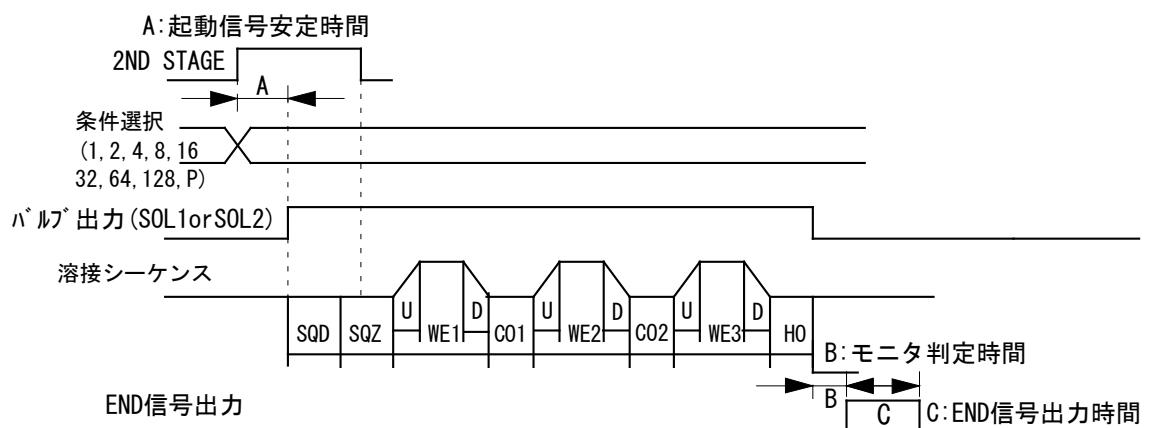 A:起動信号安定時間
2ND STAGE
A
条件選択
(1, 2, 4, 8, 16
32, 64, 128, P)
ﾊﾞﾙﾌﾞ出力(SOL1orSOL2)
溶接シーケンス
U D U D U D
SQD SQZ WE1 CO1 WE2 CO2 WE3 HO
B:モニタ判定時間
B
END信号出力
C
C:END信号出力時間